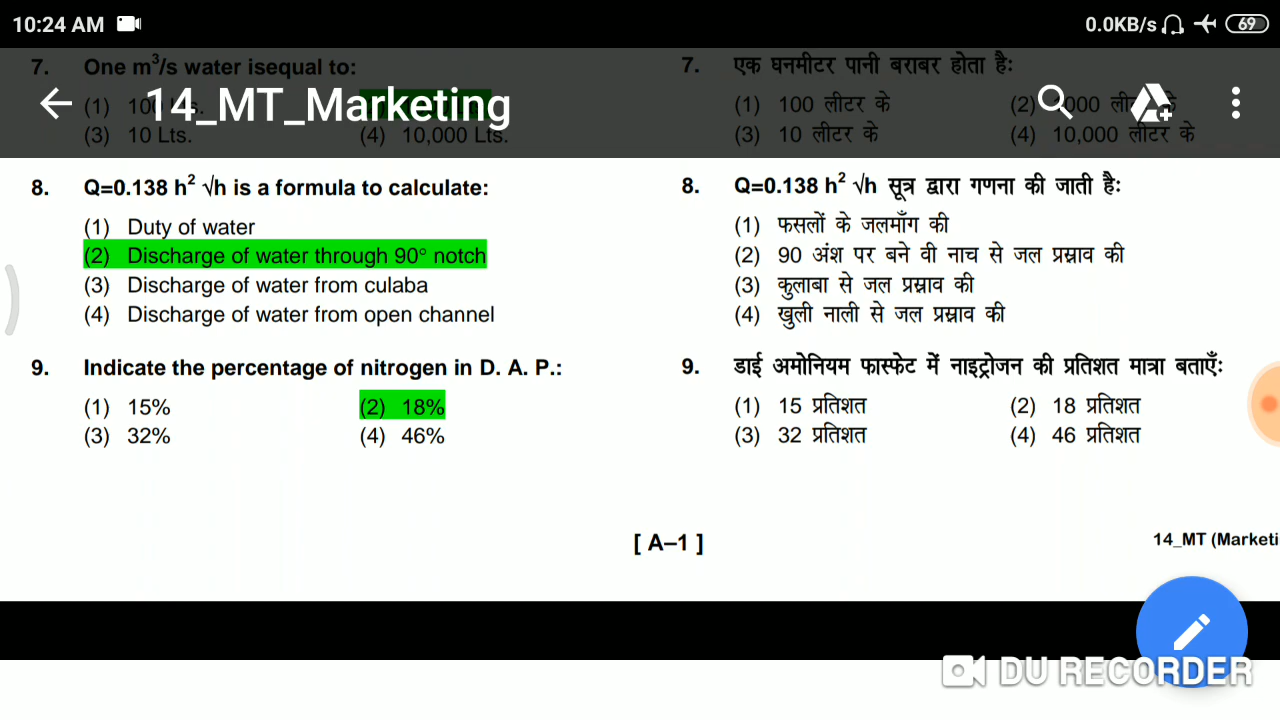 10:24 AM
0.0KB/s 69
14_MT_Marketing
7. One m³/s water isequal to:
(3) 10 Lts. (4) 10,000 Lts.
8. Q=0.138 h² √h is a formula to calculate:
(1) Duty of water
(2) Discharge of water through 90° notch
(3) Discharge of water from culaba
(4) Discharge of water from open channel
9. Indicate the percentage of nitrogen in D. A. P.:
(1) 15% (2) 18%
(3) 32% (4) 46%
7. एक घनमीटर पानी बराबर होता है:
(1) 100 लीटर के (2)
(3) 10 लीटर के (4) 10,000 लीटर के
8. Q=0.138 h² √h सूत्र द्वारा गणना की जाती है:
(1) फसलों के जलमाँग की
(2) 90 अंश पर बने वी नाच से जल प्रस्राव की
(3) कुलाबा से जल प्रस्राव की
(4) खुली नाली से जल प्रस्राव की
9. डाई अमोनियम फास्फेट में नाइट्रोजन की प्रतिशत मात्रा बताएँ:
(1) 15 प्रतिशत (2) 18 प्रतिशत
(3) 32 प्रतिशत (4) 46 प्रतिशत
[ A–1 ]
14_MT (Marketi
DU RECORDER